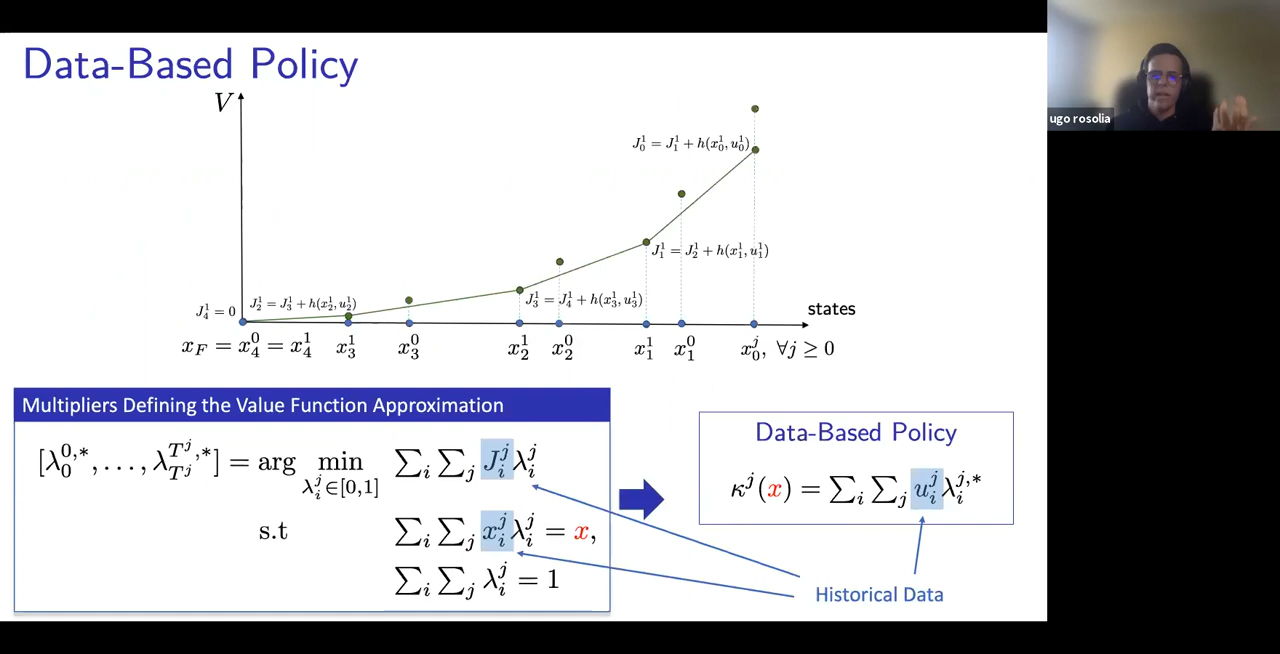 Data-Based Policy
V
J₀¹ = J₁¹ + h(x₀¹, u₀¹)
J₁¹ = J₂¹ + h(x₁¹, u₁¹)
J₄¹ = 0
J₂¹ = J₃¹ + h(x₂¹, u₂¹)
J₃¹ = J₄¹ + h(x₃¹, u₃¹)
states
x_F = x₄⁰ = x₄¹ x₃¹ x₃⁰ x₂¹ x₂⁰ x₁¹ x₁⁰ x₀ʲ, ∀j ≥ 0
Multipliers Defining the Value Function Approximation
[λ₀^{0,*}, …, λ_{Tʲ}^{Tʲ,*}] = arg min_{λᵢʲ∈[0,1]} ∑ᵢ ∑ⱼ Jᵢʲ λᵢʲ
s.t ∑ᵢ ∑ⱼ xᵢʲ λᵢʲ = x,
∑ᵢ ∑ⱼ λᵢʲ = 1
Data-Based Policy
κʲ(x) = ∑ᵢ ∑ⱼ uᵢʲ λᵢ^{j,*}
Historical Data
ugo rosolia